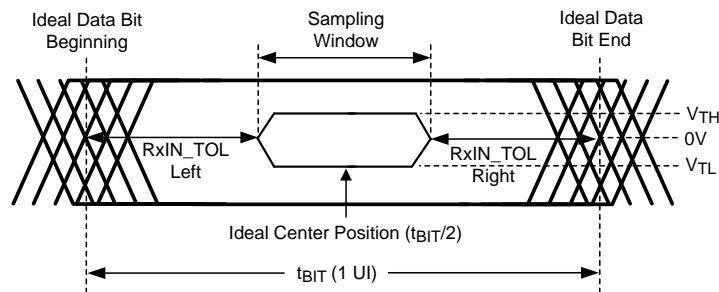 Ideal Data Bit
Beginning
Sampling
Window
Ideal Data
Bit End
VTH
0V
VTL
RxIN_TOL
Left
RxIN_TOL
Right
Ideal Center Position (tBIT/2)
tBIT (1 UI)